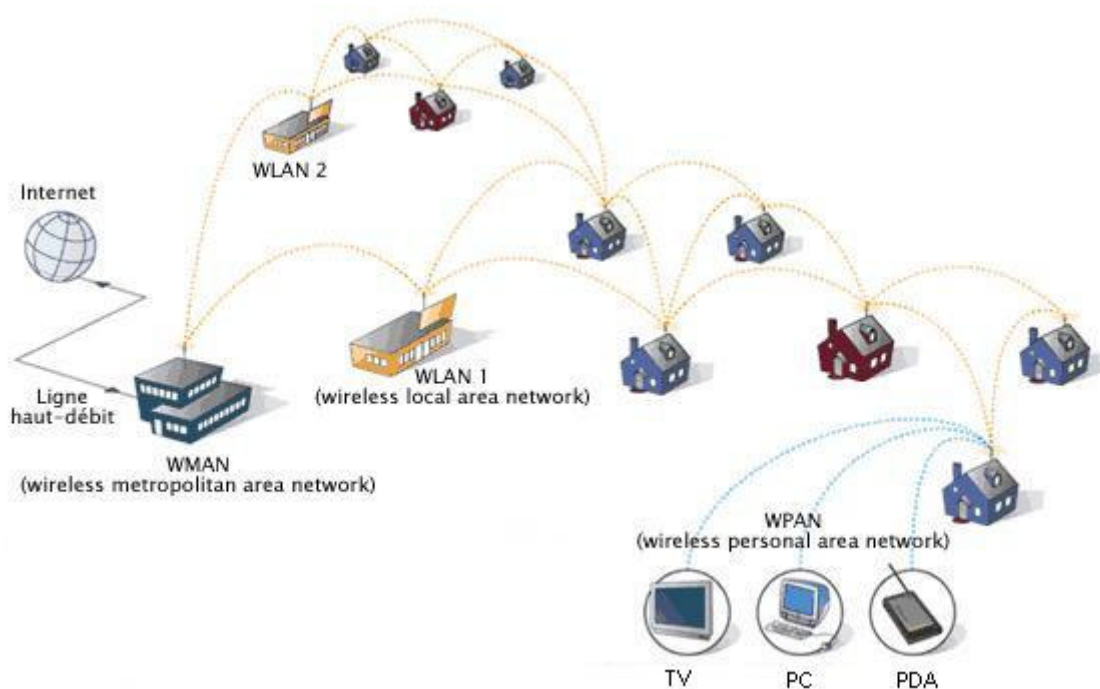 WLAN 2
Internet
WLAN 1
(wireless local area network)
Ligne
haut-débit
WMAN
(wireless metropolitan area network)
WPAN
(wireless personal area network)
TV
PC
PDA